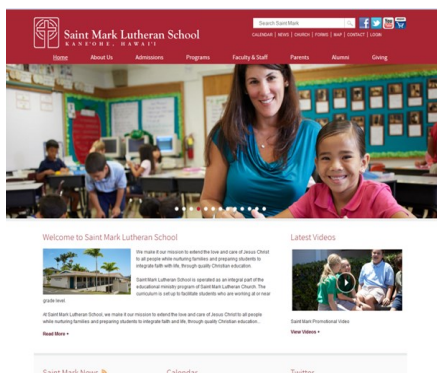 Search Saint Mark
Saint Mark Lutheran School
KANE'OHE, HAWAI'I
CALENDAR | NEWS | CHURCH | FORMS | MAP | CONTACT | LOGIN
Home About Us Admissions Programs Faculty & Staff Parents Alumni Giving
Welcome to Saint Mark Lutheran School
Latest Videos
We make it our mission to extend the love and care of Jesus Christ
to all people while nurturing families and preparing students to
integrate faith with life, through quality Christian education.
Saint Mark Lutheran School is operated as an integral part of the
educational ministry program of Saint Mark Lutheran Church. The
curriculum is set up to facilitate students who are working at or near
grade level.
At Saint Mark Lutheran School, we make it our mission to extend the love and care of Jesus Christ to all people
while nurturing families and preparing students to integrate faith and life, through quality Christian education...
Read More
Saint Mark Promotional Video
View Videos
Saint Mark News
Calendar
Twitter